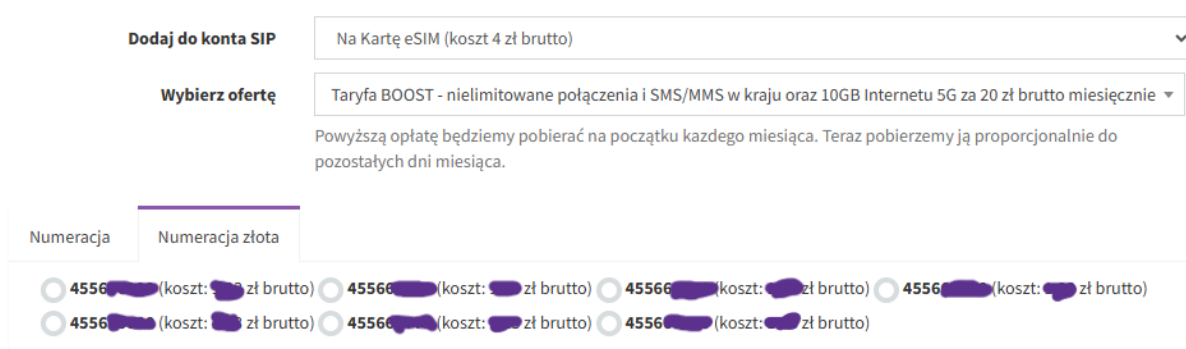 Dodaj do konta SIP Na Kartę eSIM (koszt 4 zł brutto)
Wybierz ofertę Taryfa BOOST - nielimitowane połączenia i SMS/MMS w kraju oraz 10GB Internetu 5G za 20 zł brutto miesięcznie
Powyższą opłatę będziemy pobierać na początku kazdego miesiąca. Teraz pobierzemy ją proporcjonalnie do
pozostałych dni miesiąca.
Numeracja Numeracja złota
4556 (koszt: zł brutto) 45566 (koszt: zł brutto) 45566 (koszt: zł brutto) 4556 (koszt: zł brutto)
4556 (koszt: zł brutto) 4556 (koszt: zł brutto) 4556 (koszt: zł brutto)